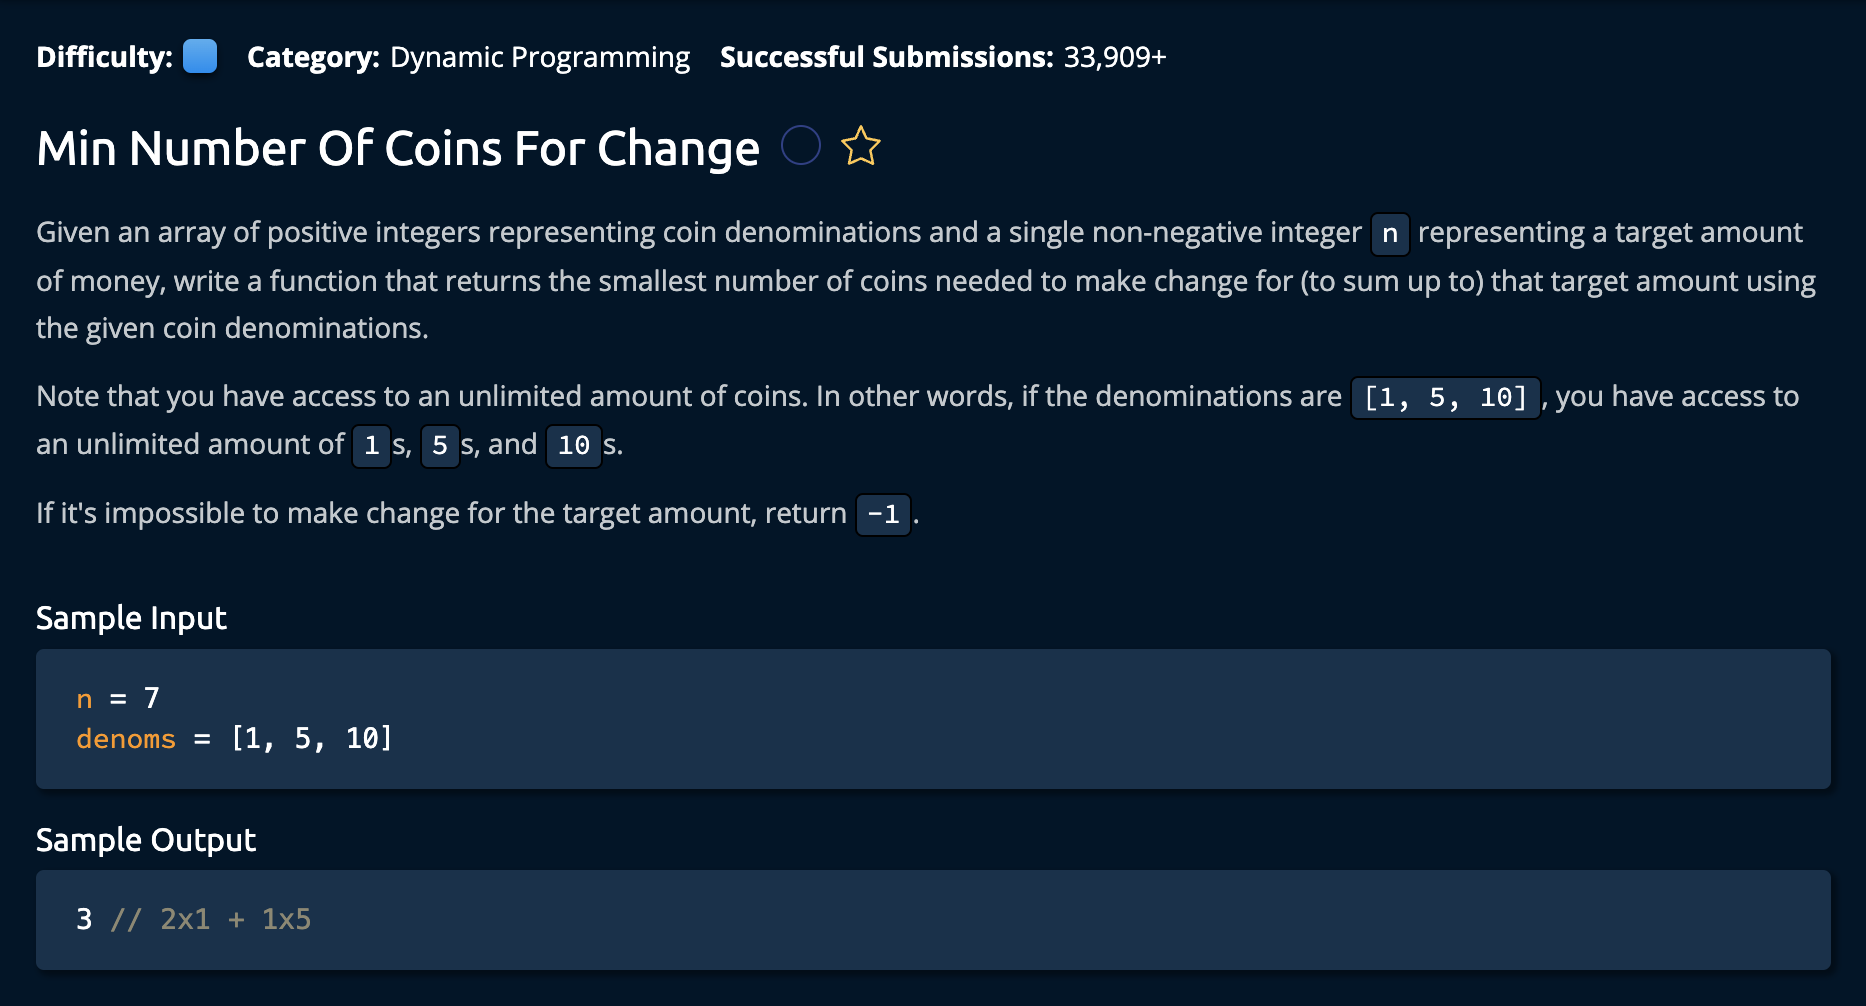 Difficulty: Category: Dynamic Programming Successful Submissions: 33,909+
Min Number Of Coins For Change
Given an array of positive integers representing coin denominations and a single non-negative integer n representing a target amount
of money, write a function that returns the smallest number of coins needed to make change for (to sum up to) that target amount using
the given coin denominations.
Note that you have access to an unlimited amount of coins. In other words, if the denominations are [1, 5, 10], you have access to
an unlimited amount of 1s, 5s, and 10s.
If it's impossible to make change for the target amount, return -1.
Sample Input
n = 7
denoms = [1, 5, 10]
Sample Output
3 // 2x1 + 1x5